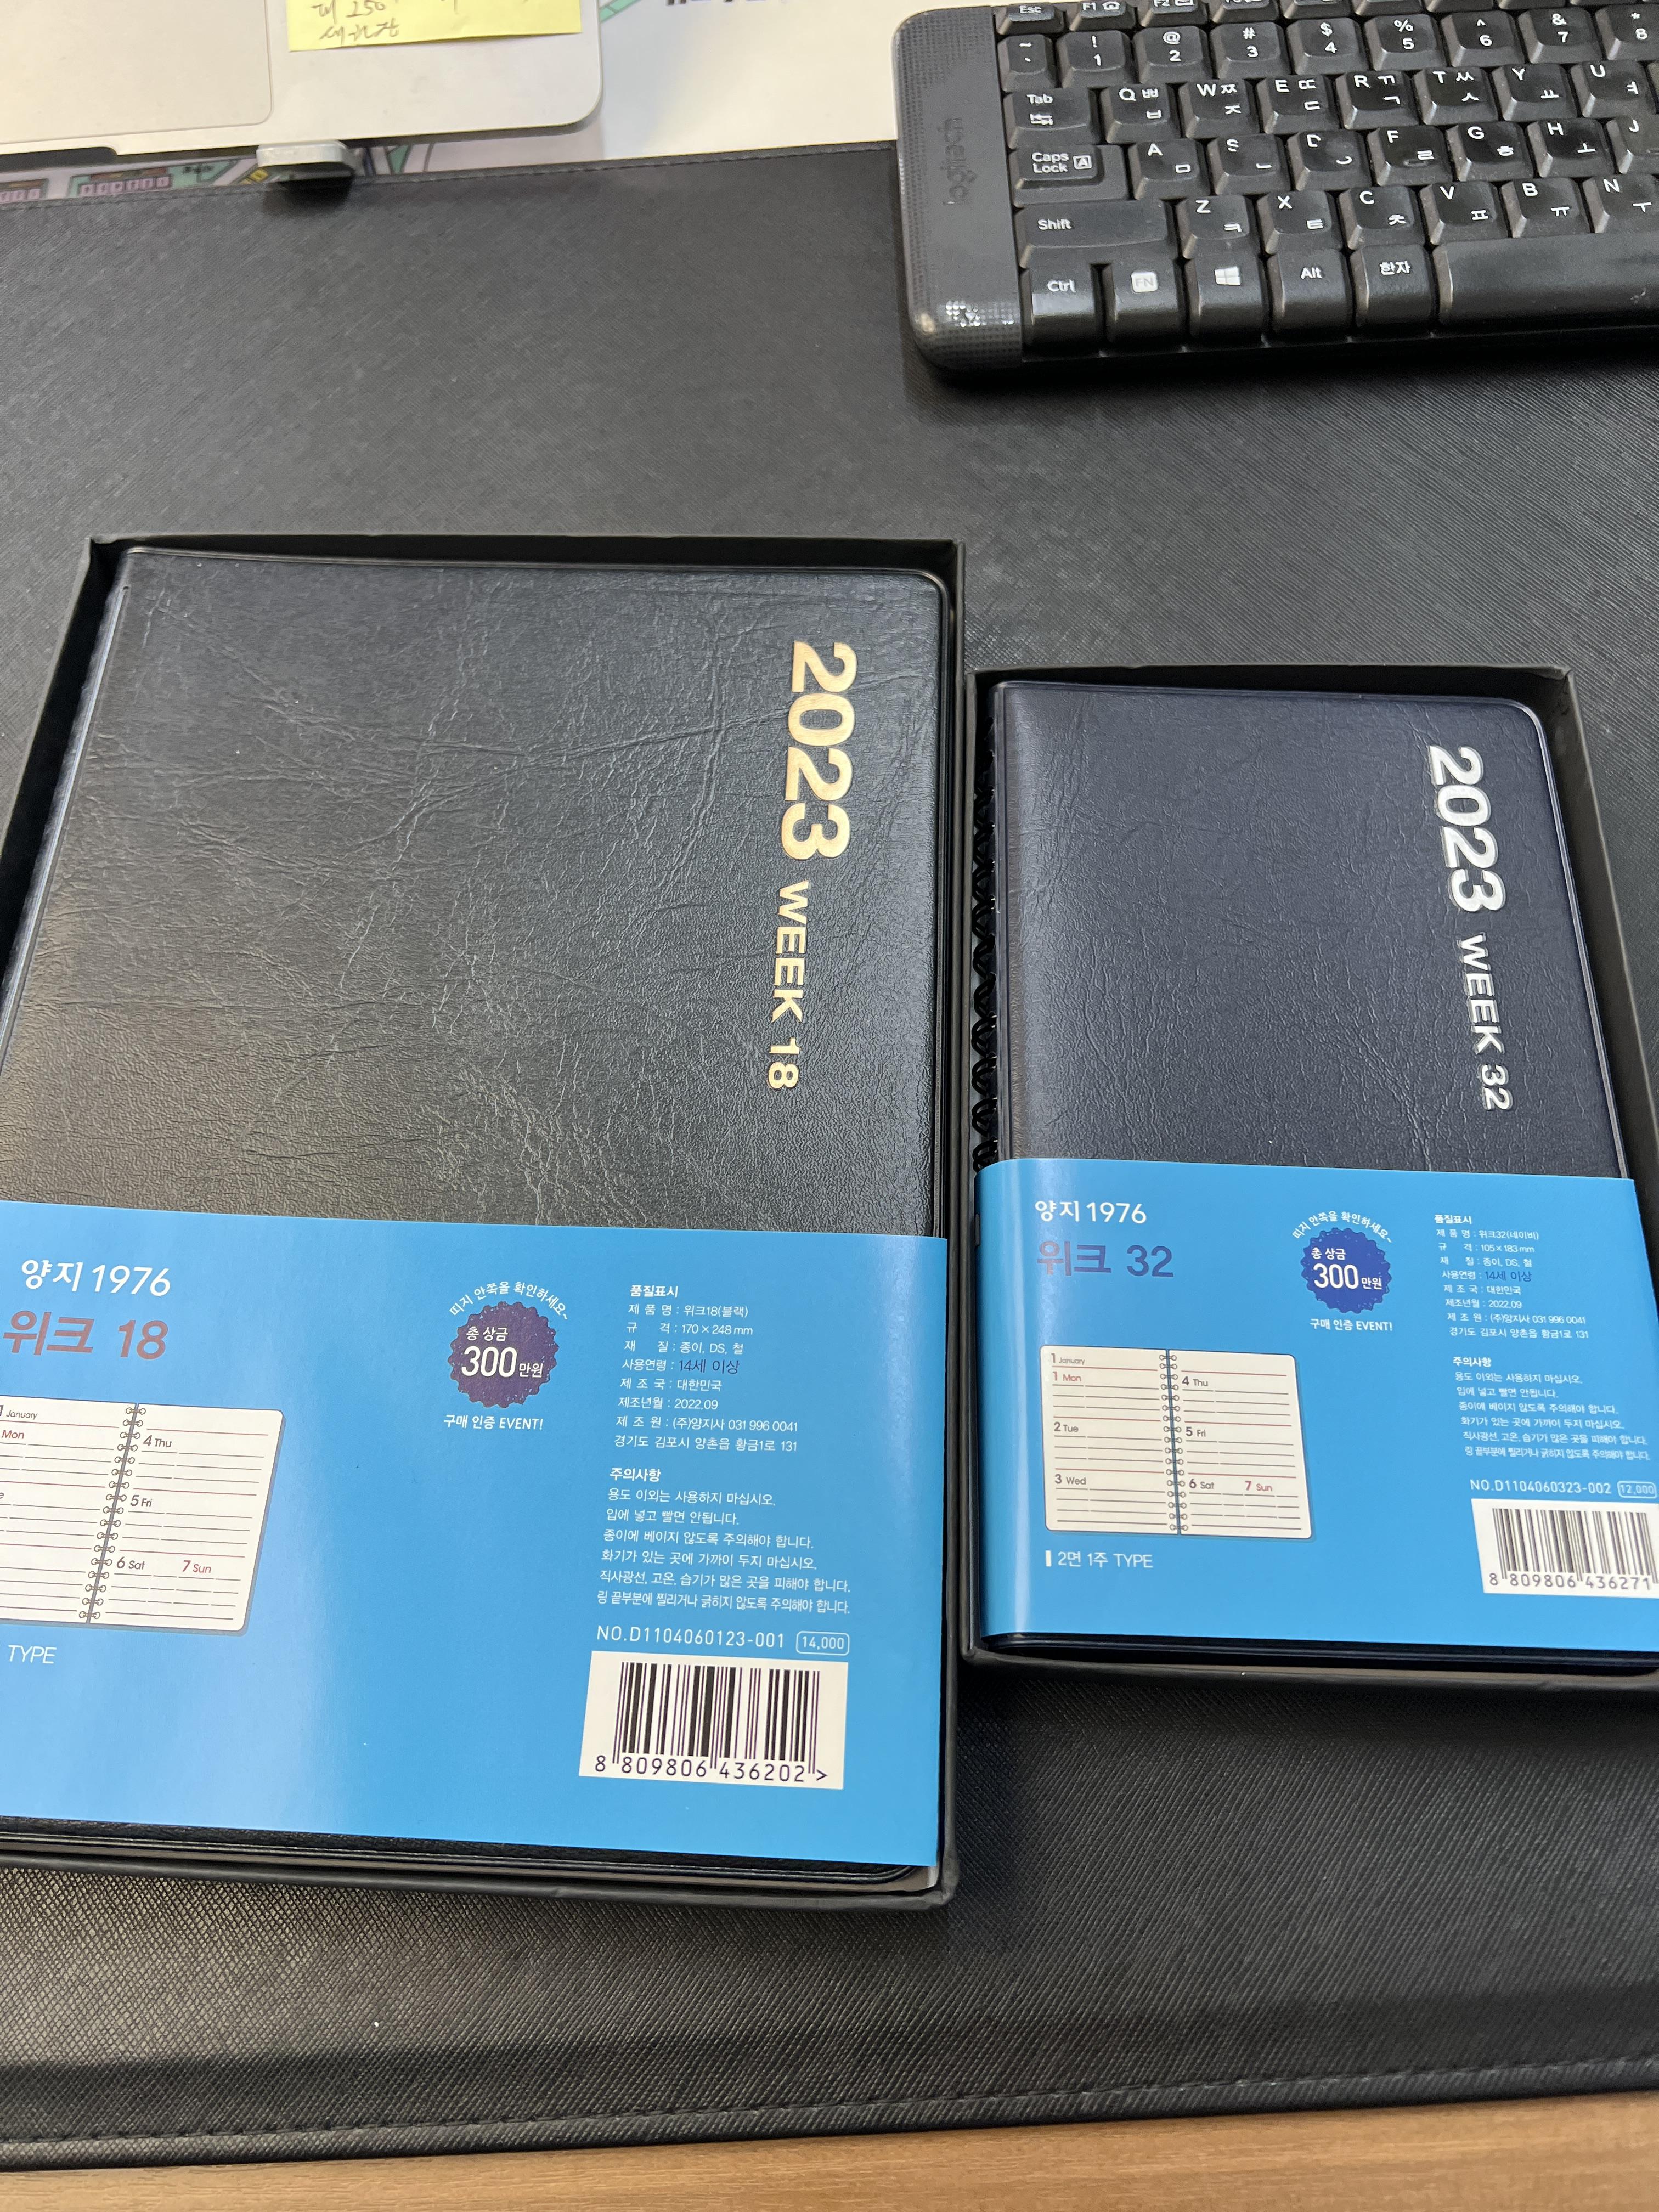 Esc
F1
F2
~
`
!
1
@
2
#
3
$
4
%
5
^
6
&
7
*
8
Tab
Q ㅃ
ㅂ
W ㅉ
ㅈ
E ㄸ
ㄷ
R ㄲ
ㄱ
T ㅆ
ㅅ
Y
ㅛ
U
ㅕ
Caps
Lock A
A
ㅁ
S
ㄴ
D
ㅇ
F
ㄹ
G
ㅎ
H
ㅗ
J
Shift
Z
ㅋ
X
ㅌ
C
ㅊ
V
ㅍ
B
ㅠ
N
ㅜ
Ctrl
FN
Alt
한자
logitech
2023 WEEK 18
양지 1976
위크 18
띠지 안쪽을 확인하세요~
총 상금
300만원
구매 인증 EVENT!
1 January
Mon
4 Thu
5 Fri
6 Sat
7 Sun
TYPE
품질표시
제 품 명 : 위크18(블랙)
규 격 : 170 × 248 mm
재 질 : 종이, DS, 철
사용연령 : 14세 이상
제 조 국 : 대한민국
제조년월 : 2022.09
제 조 원 : (주)양지사 031 996 0041
경기도 김포시 양촌읍 황금1로 131
주의사항
용도 이외는 사용하지 마십시오.
입에 넣고 빨면 안됩니다.
종이에 베이지 않도록 주의해야 합니다.
화기가 있는 곳에 가까이 두지 마십시오.
직사광선, 고온, 습기가 많은 곳을 피해야 합니다.
링 끝부분에 찔리거나 긁히지 않도록 주의해야 합니다.
NO.D1104060123-001 14,000
8 809806 436202 >
2023 WEEK 32
양지 1976
위크 32
띠지 안쪽을 확인하세요~
총 상금
300만원
구매 인증 EVENT!
1 January
1 Mon
2 Tue
3 Wed
4 Thu
5 Fri
6 Sat
7 Sun
2면 1주 TYPE
품질표시
제 품 명 : 위크32(네이비)
규 격 : 105 × 183 mm
재 질 : 종이, DS, 철
사용연령 : 14세 이상
제 조 국 : 대한민국
제조년월 : 2022.09
제 조 원 : (주)양지사 031 996 0041
경기도 김포시 양촌읍 황금1로 131
주의사항
용도 이외는 사용하지 마십시오.
입에 넣고 빨면 안됩니다.
종이에 베이지 않도록 주의해야 합니다.
화기가 있는 곳에 가까이 두지 마십시오.
직사광선, 고온, 습기가 많은 곳을 피해야 합니다.
링 끝부분에 찔리거나 긁히지 않도록 주의해야 합니다.
NO.D1104060323-002 12,000
8 809806 436271